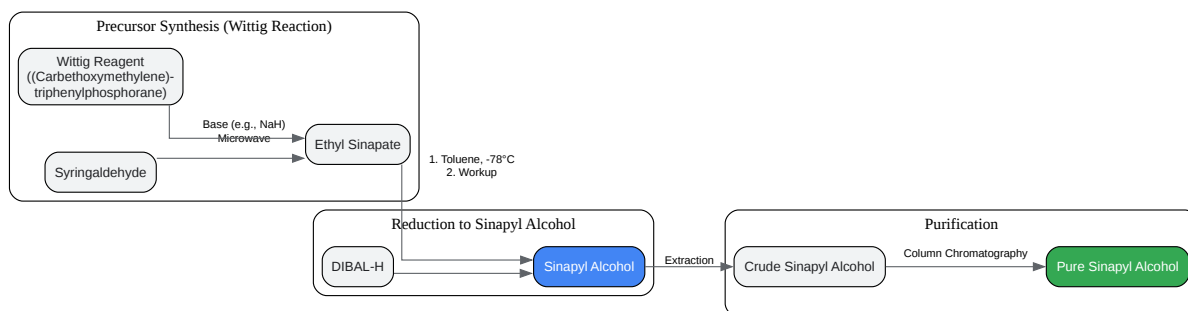 Precursor Synthesis (Wittig Reaction)
Wittig Reagent
((Carbethoxymethylene)-
triphenylphosphorane)
Base (e.g., NaH)
Microwave
Ethyl Sinapate
Syringaldehyde
1. Toluene, -78°C
2. Workup
Reduction to Sinapyl Alcohol
DIBAL-H
Sinapyl Alcohol
Extraction
Purification
Crude Sinapyl Alcohol
Column Chromatography
Pure Sinapyl Alcohol